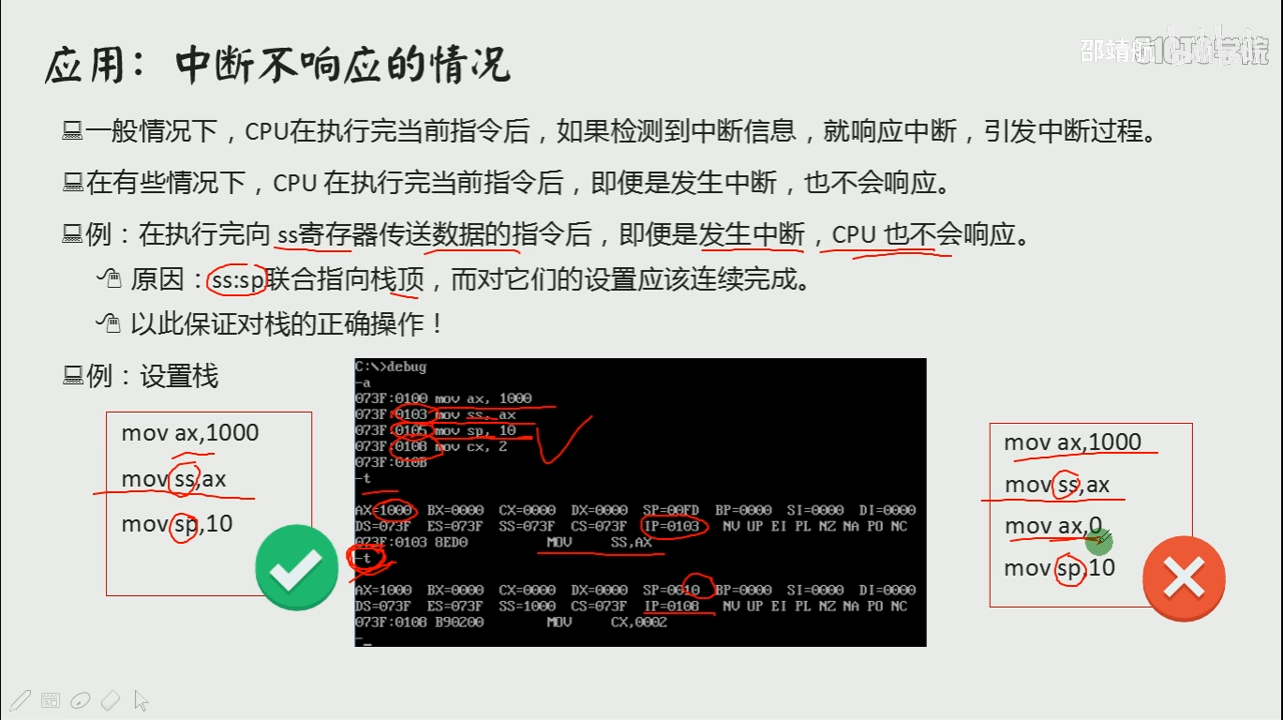 应用：中断不响应的情况
邵靖航
一般情况下，CPU在执行完当前指令后，如果检测到中断信息，就响应中断，引发中断过程。
在有些情况下，CPU 在执行完当前指令后，即便是发生中断，也不会响应。
例：在执行完向 ss寄存器传送数据的指令后，即便是发生中断，CPU 也不会响应。
原因：ss:sp联合指向栈顶，而对它们的设置应该连续完成。
以此保证对栈的正确操作！
例：设置栈
mov ax,1000
mov ss,ax
mov sp,10
C:\>debug
-a
073F:0100 mov ax, 1000
073F:0103 mov ss, ax
073F:0105 mov sp, 10
073F:0108 mov cx, 2
073F:010B
-t
AX=1000 BX=0000 CX=0000 DX=0000 SP=00FD BP=0000 SI=0000 DI=0000
DS=073F ES=073F SS=073F CS=073F IP=0103 NV UP EI PL NZ NA PO NC
073F:0103 8ED0 MOV SS,AX
-t
AX=1000 BX=0000 CX=0000 DX=0000 SP=0010 BP=0000 SI=0000 DI=0000
DS=073F ES=073F SS=1000 CS=073F IP=0108 NV UP EI PL NZ NA PO NC
073F:0108 B90200 MOV CX,0002
-
mov ax,1000
mov ss,ax
mov ax,0
mov sp,10